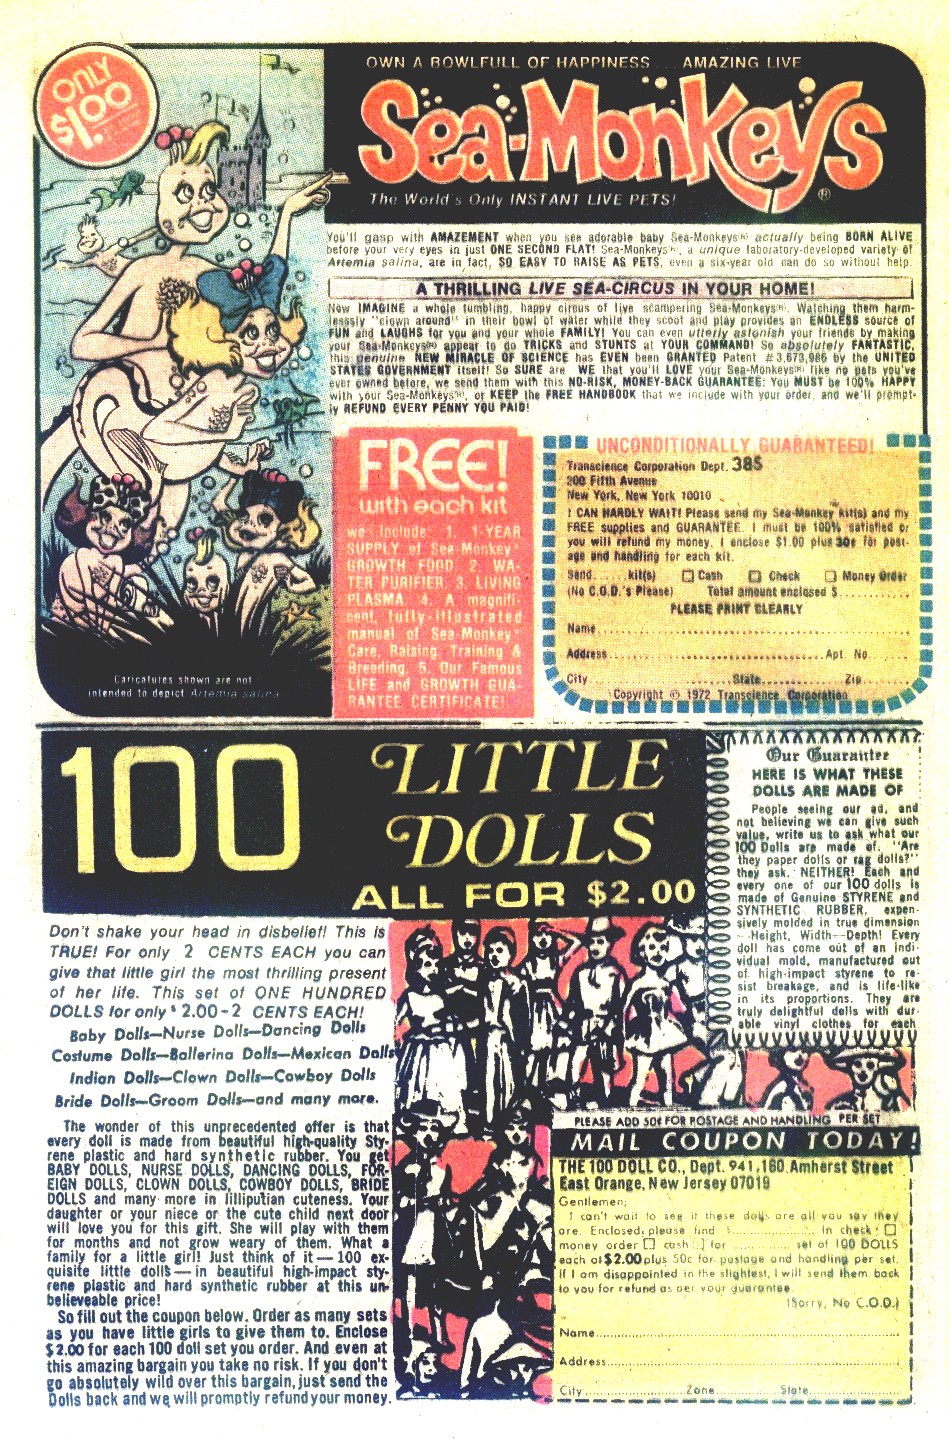 ONLY
$1.00
OWN A BOWLFULL OF HAPPINESS... AMAZING LIVE
Sea-Monkeys®
The World's Only INSTANT LIVE PETS!
You'll gasp with AMAZEMENT when you see adorable baby Sea-Monkeys actually being BORN ALIVE
before your very eyes in just ONE SECOND FLAT! Sea-Monkeys, a unique laboratory-developed variety of
Artemia salina, are in fact, SO EASY TO RAISE AS PETS, even a six-year old can do so without help.
A THRILLING LIVE SEA-CIRCUS IN YOUR HOME!
Now IMAGINE a whole tumbling, happy circus of live scampering Sea-Monkeys. Watching them harm-
lessly "clown around" in their bowl of water while they scoot and play provides an ENDLESS source of
FUN and LAUGHS for you and your whole FAMILY! You can even utterly astonish your friends by making
your Sea-Monkeys appear to do TRICKS and STUNTS at YOUR COMMAND! So absolutely FANTASTIC,
this genuine NEW MIRACLE OF SCIENCE has EVEN been GRANTED Patent #3,673,986 by the UNITED
STATES GOVERNMENT itself! So SURE are WE that you'll LOVE your Sea-Monkeys like no pets you've
ever owned before, we send them with this NO-RISK, MONEY-BACK GUARANTEE: You MUST be 100% HAPPY
with your Sea-Monkeys, or KEEP the FREE HANDBOOK that we include with your order, and we'll prompt-
ly REFUND EVERY PENNY YOU PAID!
Caricatures shown are not
intended to depict Artemia salina
FREE!
with each kit
we include: 1. 1-YEAR
SUPPLY of Sea-Monkey
GROWTH FOOD. 2. WA-
TER PURIFIER. 3. LIVING
PLASMA. 4. A magnifi-
cent, fully-illustrated
manual of Sea-Monkey
Care, Raising, Training &
Breeding. 5. Our Famous
LIFE and GROWTH GUA-
RANTEE CERTIFICATE!
UNCONDITIONALLY GUARANTEED!
Transcience Corporation Dept. 385
200 Fifth Avenue
New York, New York 10010
I CAN HARDLY WAIT! Please send my Sea-Monkey kit(s) and my
FREE supplies and GUARANTEE. I must be 100% satisfied or
you will refund my money. I enclose $1.00 plus 30¢ for post-
age and handling for each kit.
Send...... kit(s) □ Cash □ Check □ Money Order
(No C.O.D.'s Please) Total amount enclosed $............
PLEASE PRINT CLEARLY
Name
Address Apt. No.
City State Zip
Copyright © 1972 Transcience Corporation
100 LITTLE
DOLLS
ALL FOR $2.00
Don't shake your head in disbelief! This is
TRUE! For only 2 CENTS EACH you can
give that little girl the most thrilling present
of her life. This set of ONE HUNDRED
DOLLS for only $2.00-2 CENTS EACH!
Baby Dolls—Nurse Dolls—Dancing Dolls
Costume Dolls—Ballerina Dolls—Mexican Dolls
Indian Dolls—Clown Dolls—Cowboy Dolls
Bride Dolls—Groom Dolls—and many more.
The wonder of this unprecedented offer is that
every doll is made from beautiful high-quality Sty-
rene plastic and hard synthetic rubber. You get
BABY DOLLS, NURSE DOLLS, DANCING DOLLS, FOR-
EIGN DOLLS, CLOWN DOLLS, COWBOY DOLLS, BRIDE
DOLLS and many more in lilliputian cuteness. Your
daughter or your niece or the cute child next door
will love you for this gift. She will play with them
for months and not grow weary of them. What a
family for a little girl! Just think of it—100 ex-
quisite little dolls—in beautiful high-impact sty-
rene plastic and hard synthetic rubber at this un-
believeable price!
So fill out the coupon below. Order as many sets
as you have little girls to give them to. Enclose
$2.00 for each 100 doll set you order. And even at
this amazing bargain you take no risk. If you don't
go absolutely wild over this bargain, just send the
Dolls back and we will promptly refund your money.
Our Guarantee
HERE IS WHAT THESE
DOLLS ARE MADE OF
People seeing our ad, and
not believing we can give such
value, write us to ask what our
100 Dolls are made of. "Are
they paper dolls or rag dolls?"
they ask. NEITHER! Each and
every one of our 100 dolls is
made of Genuine STYRENE and
SYNTHETIC RUBBER, expen-
sively molded in true dimension
—Height, Width—Depth! Every
doll has come out of an indi-
vidual mold, manufactured out
of high-impact styrene to re-
sist breakage, and is life-like
in its proportions. They are
truly delightful dolls with dur-
able vinyl clothes for each
PLEASE ADD 50¢ FOR POSTAGE AND HANDLING PER SET
MAIL COUPON TODAY!
THE 100 DOLL CO., Dept. 941, 160 Amherst Street
East Orange, New Jersey 07019
Gentlemen:
I can't wait to see if these dolls are all you say they
are. Enclosed, please find $............ in check □
money order □ cash □ for ............ set of 100 DOLLS
each at $2.00 plus 50c for postage and handling per set.
If I am disappointed in the slightest, I will send them back
to you for refund as per your guarantee.
(Sorry, No C.O.D.)
Name
Address
City Zone State